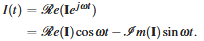 I(t) = ℛe(𝐈e^{jωt})
= ℛe(𝐈) cos ωt − ℐm(𝐈) sin ωt.